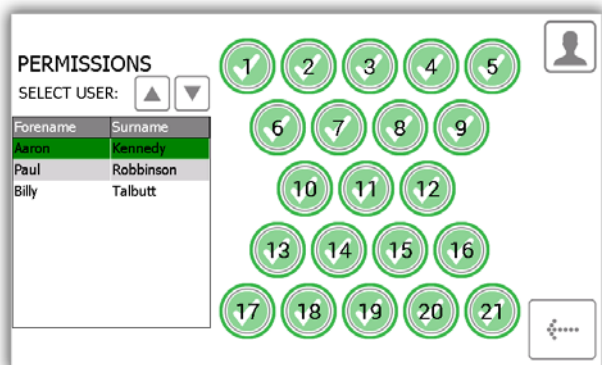 PERMISSIONS
SELECT USER:
Forename Surname
Aaron Kennedy
Paul Robbinson
Billy Talbutt
1 2 3 4 5
6 7 8 9
10 11 12
13 14 15 16
17 18 19 20 21